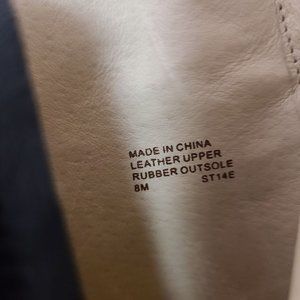 MADE IN CHINA
LEATHER UPPER
RUBBER OUTSOLE
8M ST14E